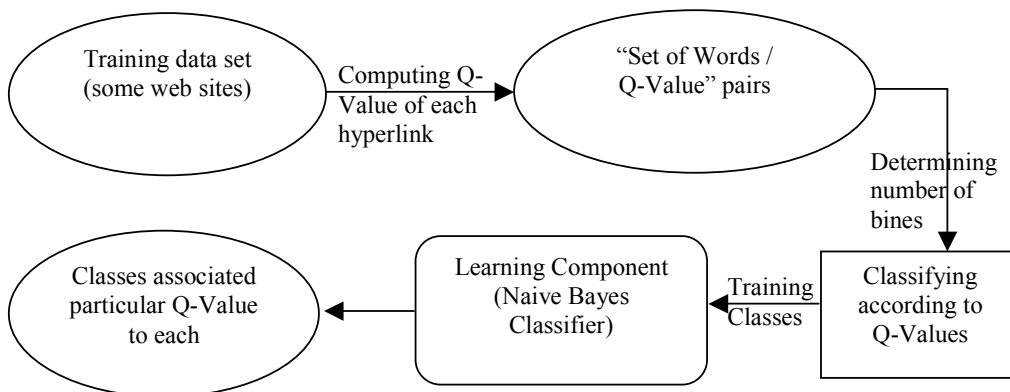 Training data set
(some web sites)
Computing Q-
Value of each
hyperlink
“Set of Words /
Q-Value” pairs
Determining
number of
bines
Classifying
according to
Q-Values
Training
Classes
Learning Component
(Naive Bayes
Classifier)
Classes associated
particular Q-Value
to each